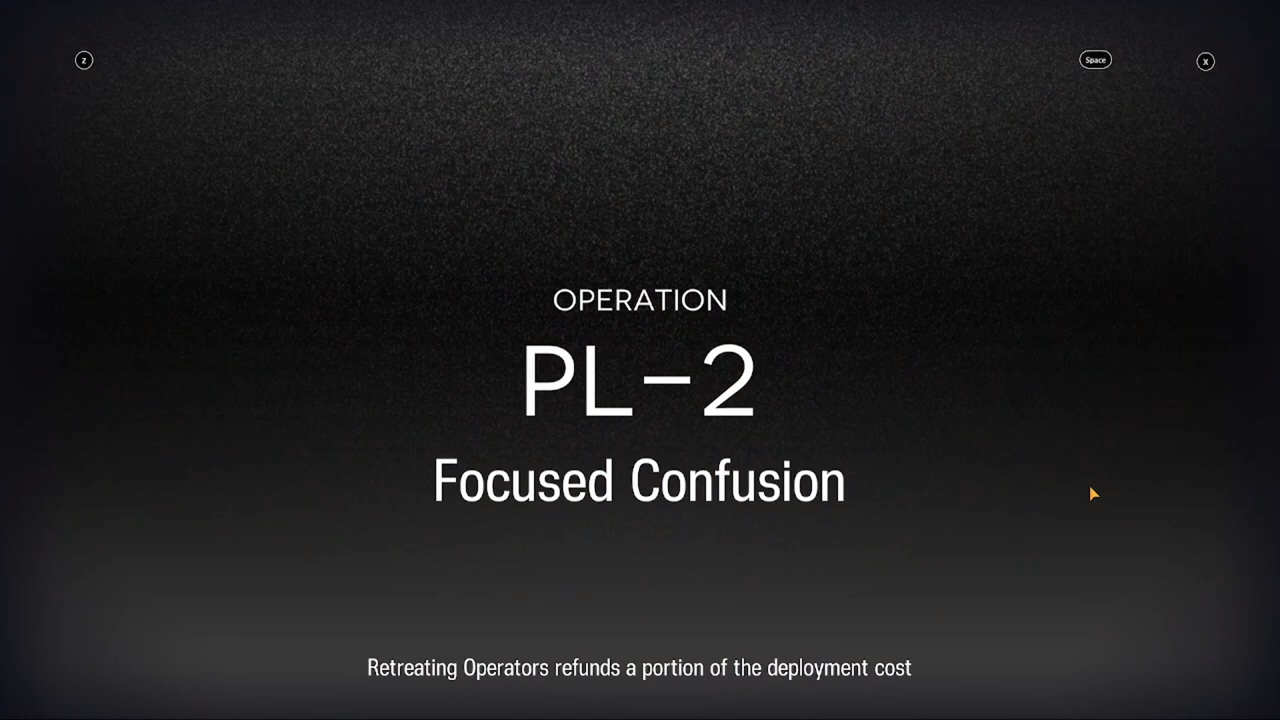 Z
Space
X
OPERATION
PL-2
Focused Confusion
Retreating Operators refunds a portion of the deployment cost